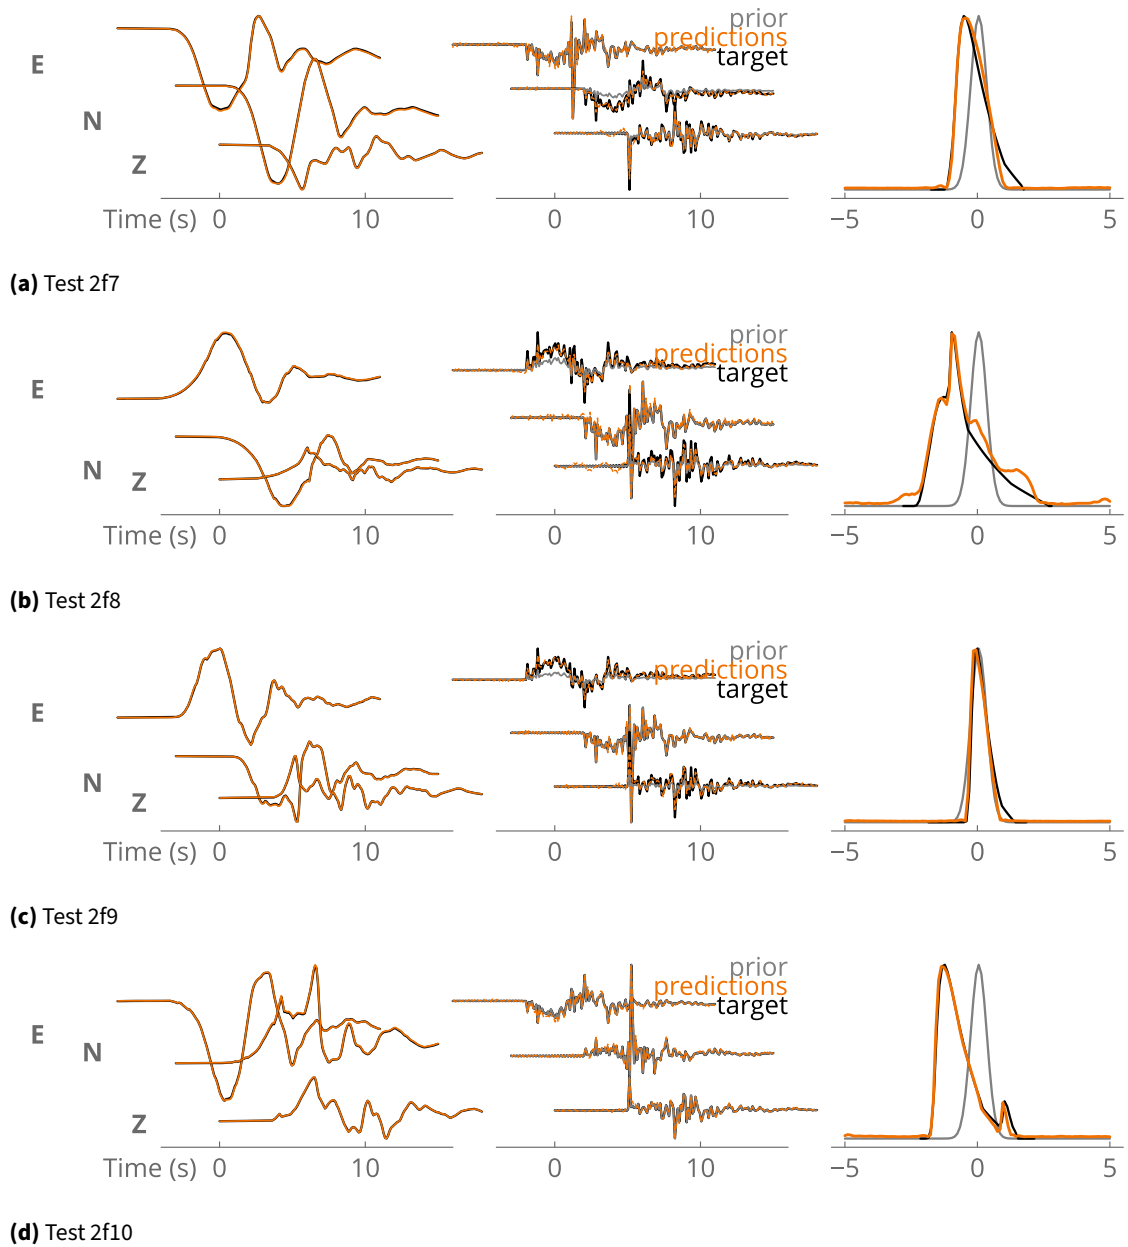 prior
predictions
target
E
N
Z
Time (s) 0 10
0 10
−5 0 5
(a) Test 2f7
prior
predictions
target
E
N
Z
Time (s) 0 10
0 10
−5 0 5
(b) Test 2f8
prior
predictions
target
E
N
Z
Time (s) 0 10
0 10
−5 0 5
(c) Test 2f9
prior
predictions
target
E
N
Z
Time (s) 0 10
0 10
−5 0 5
(d) Test 2f10